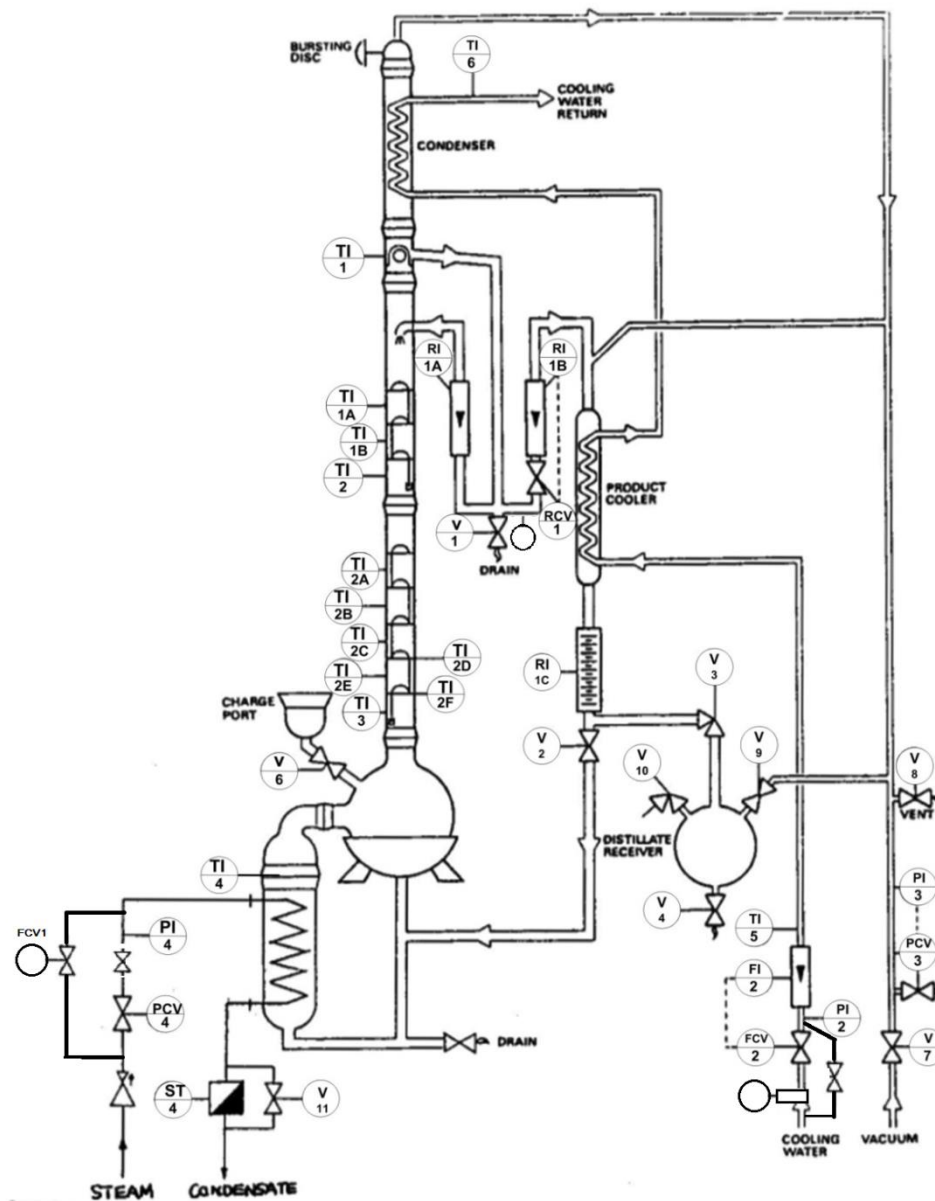 BURSTING
DISC
TI
6
COOLING
WATER
RETURN
CONDENSER
TI
1
RI
1A
RI
1B
TI
1A
TI
1B
TI
2
PRODUCT
COOLER
V
1
RCV
1
DRAIN
TI
2A
TI
2B
TI
2C
TI
2D
TI
2E
TI
2F
TI
3
RI
1C
V
3
CHARGE
PORT
V
6
V
2
V
10
V
9
V
8
VENT
DISTILLATE
RECEIVER
TI
4
PI
3
V
4
TI
5
PI
4
FCV1
PCV
3
FI
2
PCV
4
PI
2
DRAIN
FCV
2
V
7
ST
4
V
11
COOLING
WATER
VACUUM
STEAM
CONDENSATE